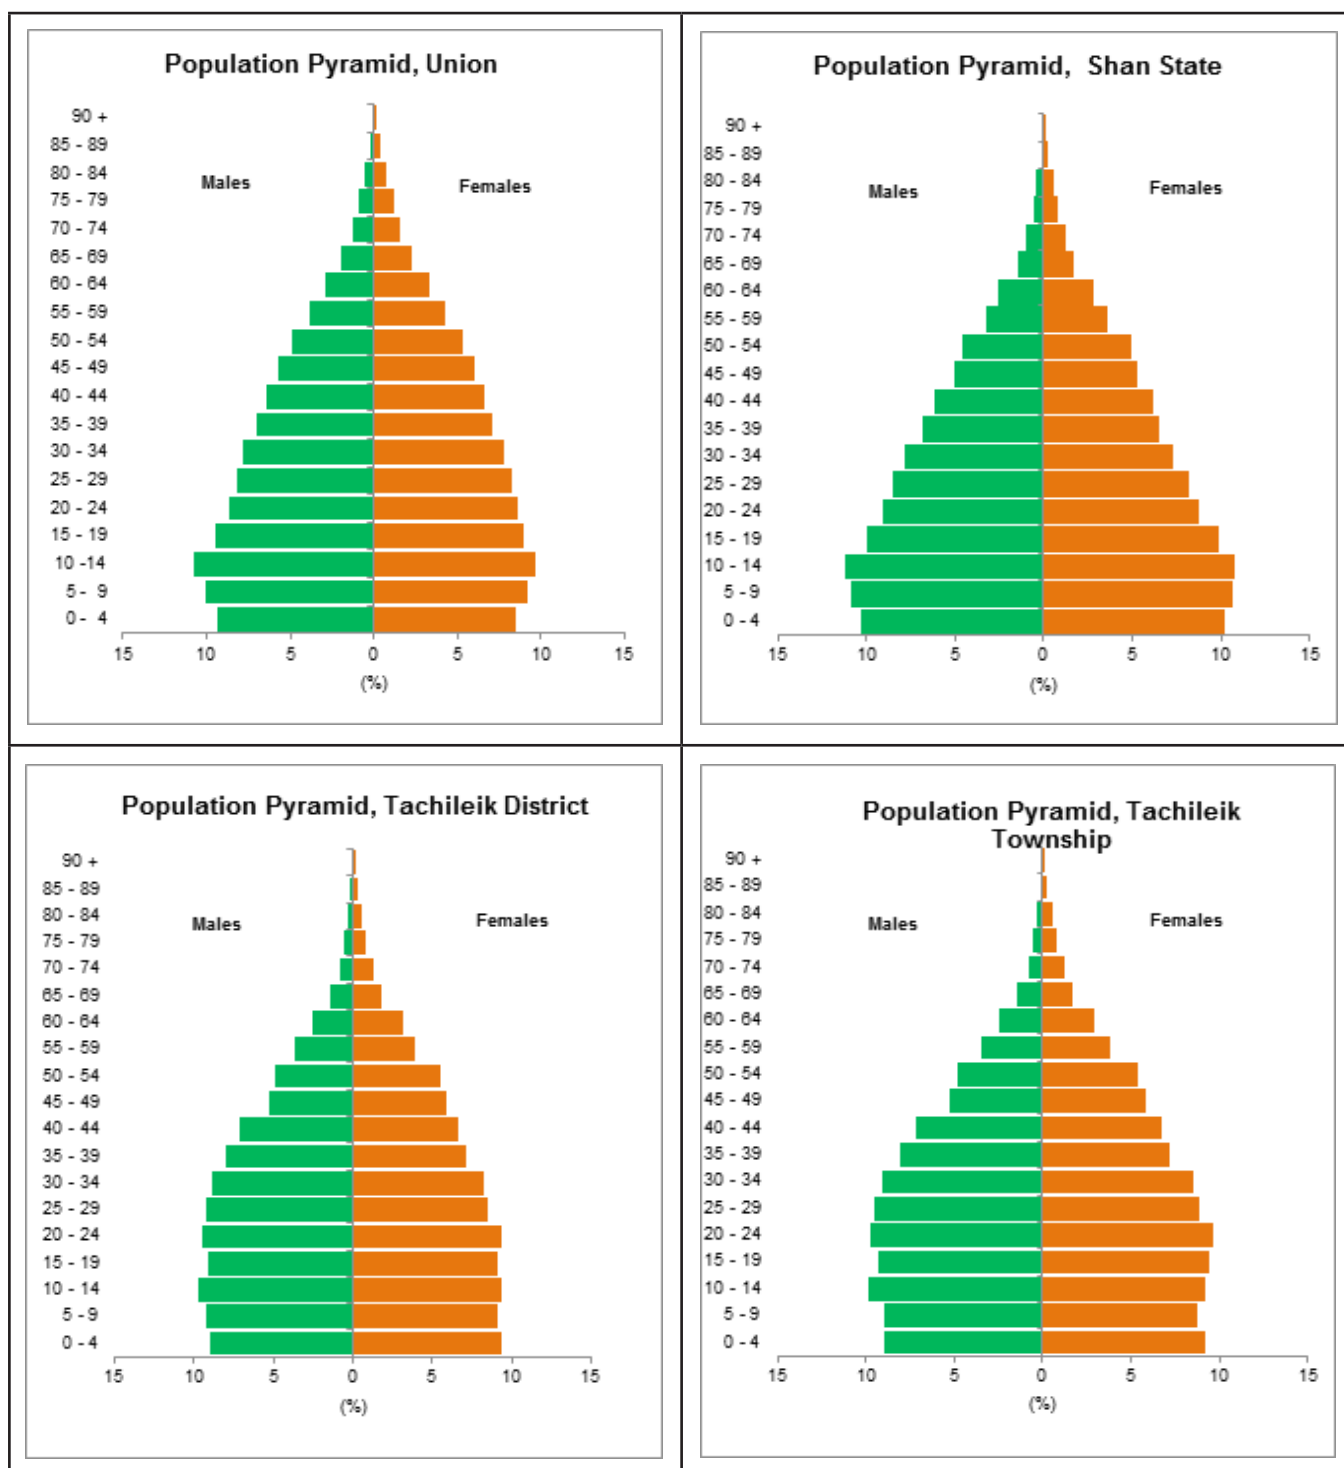 Population Pyramid, Union
90 +
85 - 89
80 - 84
75 - 79
70 - 74
65 - 69
60 - 64
55 - 59
50 - 54
45 - 49
40 - 44
35 - 39
30 - 34
25 - 29
20 - 24
15 - 19
10 -14
5 - 9
0 - 4
Males
Females
15 10 5 0 5 10 15
(%)
Population Pyramid, Shan State
90 +
85 - 89
80 - 84
75 - 79
70 - 74
65 - 69
60 - 64
55 - 59
50 - 54
45 - 49
40 - 44
35 - 39
30 - 34
25 - 29
20 - 24
15 - 19
10 - 14
5 - 9
0 - 4
Males
Females
15 10 5 0 5 10 15
(%)
Population Pyramid, Tachileik District
90 +
85 - 89
80 - 84
75 - 79
70 - 74
65 - 69
60 - 64
55 - 59
50 - 54
45 - 49
40 - 44
35 - 39
30 - 34
25 - 29
20 - 24
15 - 19
10 - 14
5 - 9
0 - 4
Males
Females
15 10 5 0 5 10 15
(%)
Population Pyramid, Tachileik
Township
90 +
85 - 89
80 - 84
75 - 79
70 - 74
65 - 69
60 - 64
55 - 59
50 - 54
45 - 49
40 - 44
35 - 39
30 - 34
25 - 29
20 - 24
15 - 19
10 - 14
5 - 9
0 - 4
Males
Females
15 10 5 0 5 10 15
(%)